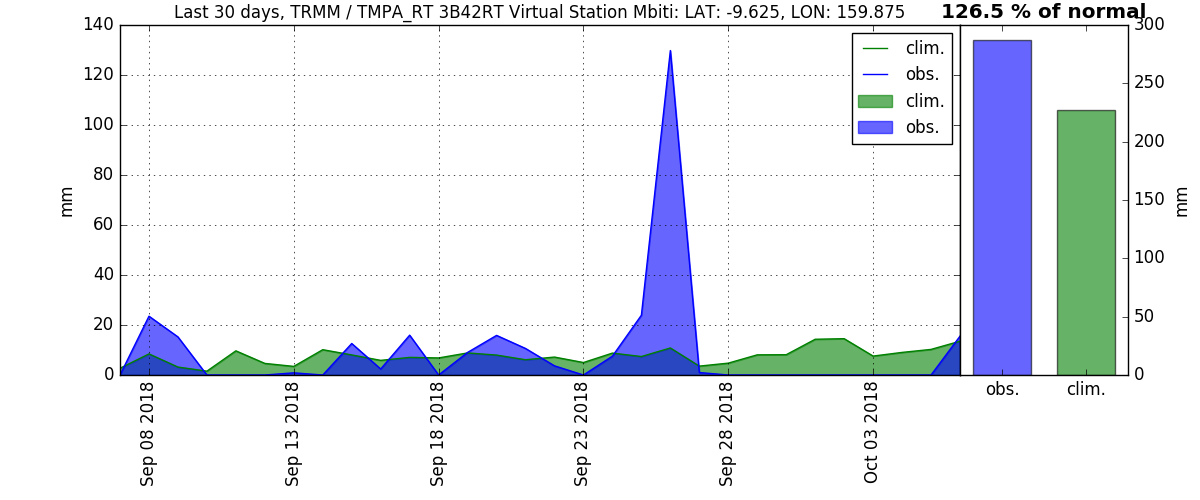 Last 30 days, TRMM / TMPA_RT 3B42RT Virtual Station Mbiti: LAT: -9.625, LON: 159.875
126.5 % of normal
140
120
100
80
60
40
20
0
mm
clim.
obs.
clim.
obs.
Sep 08 2018
Sep 13 2018
Sep 18 2018
Sep 23 2018
Sep 28 2018
Oct 03 2018
300
250
200
150
100
50
0
mm
obs.
clim.